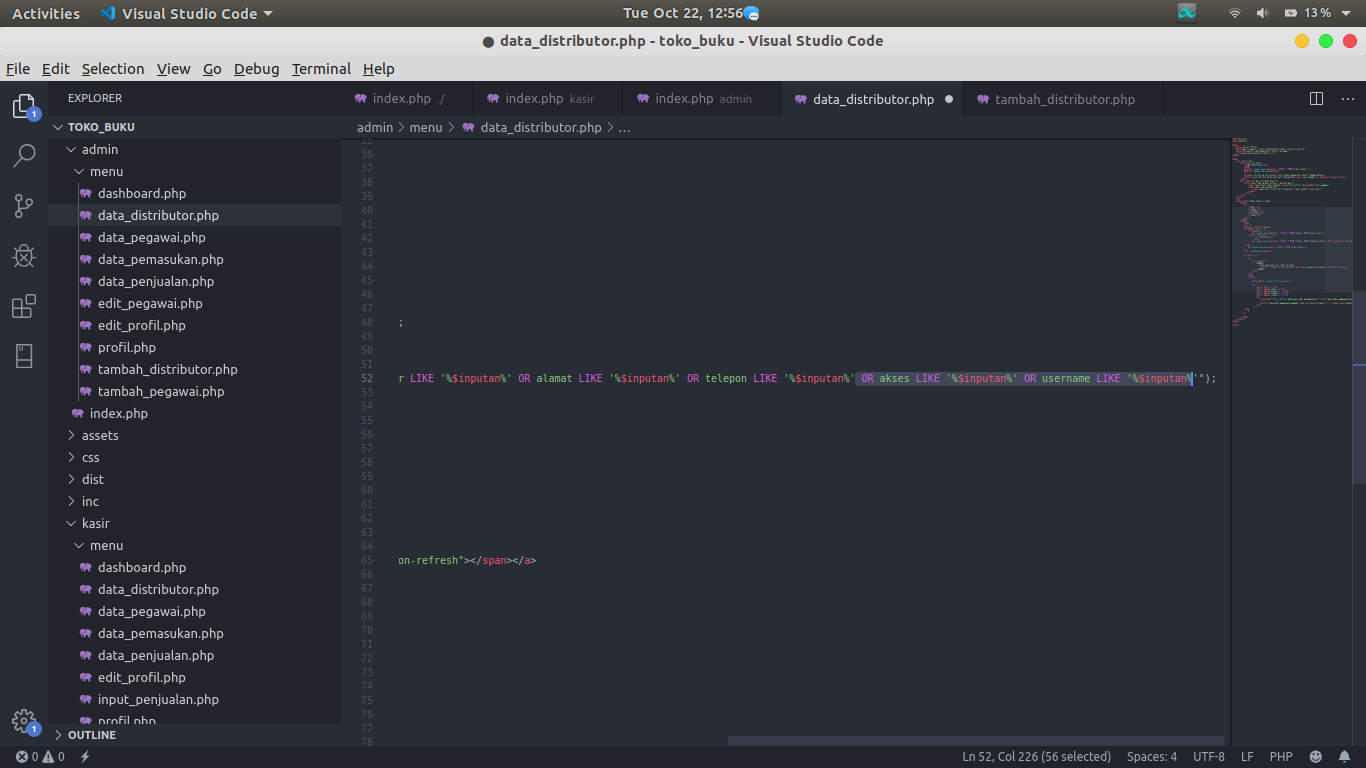 Activities
Visual Studio Code
Tue Oct 22, 12:56
13 %
● data_distributor.php - toko_buku - Visual Studio Code
File Edit Selection View Go Debug Terminal Help
1
EXPLORER
index.php ./
index.php kasir
index.php admin
data_distributor.php
tambah_distributor.php
TOKO_BUKU
admin > menu > data_distributor.php > ...
admin
menu
dashboard.php
data_distributor.php
data_pegawai.php
data_pemasukan.php
data_penjualan.php
edit_pegawai.php
edit_profil.php
profil.php
tambah_distributor.php
tambah_pegawai.php
index.php
assets
css
dist
inc
kasir
menu
dashboard.php
data_distributor.php
data_pegawai.php
data_pemasukan.php
data_penjualan.php
edit_profil.php
input_penjualan.php
profil.php
OUTLINE
1
35
36
37
38
39
40
41
42
43
44
45
46
47
48 ;
49
50
51
52 r LIKE '%$inputan%' OR alamat LIKE '%$inputan%' OR telepon LIKE '%$inputan%' OR akses LIKE '%$inputan%' OR username LIKE '%$inputan%'");
53
54
55
56
57
58
59
60
61
62
63
64
65 on-refresh"></span></a>
66
67
68
69
70
71
72
73
74
75
76
77
78
0 0
Ln 52, Col 226 (56 selected)
Spaces: 4
UTF-8
LF
PHP